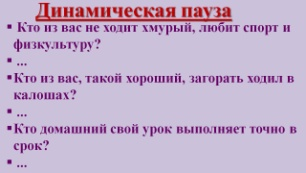 Динамическая пауза
▪ Кто из вас не ходит хмурый, любит спорт и
физкультуру?
▪ ...
▪ Кто из вас, такой хороший, загорать ходил в
калошах?
▪ ...
▪ Кто домашний свой урок выполняет точно в
срок?
▪ ...